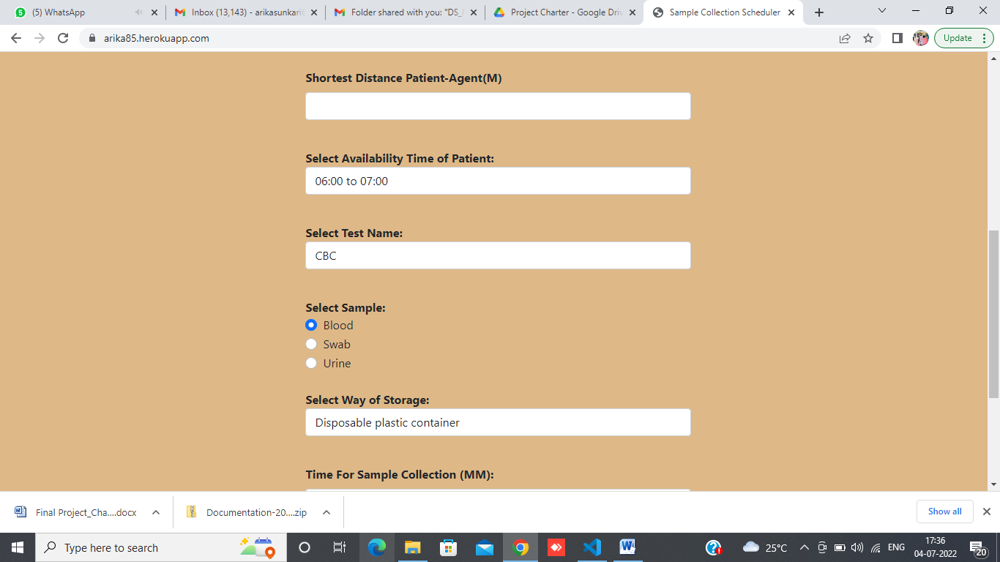 (5) WhatsApp
Inbox (13,143) - arikasunkari
Folder shared with you: "DS_
Project Charter - Google Driv
Sample Collection Scheduler
arika85.herokuapp.com
Update
Shortest Distance Patient-Agent(M)
Select Availability Time of Patient:
06:00 to 07:00
Select Test Name:
CBC
Select Sample:
Blood
Swab
Urine
Select Way of Storage:
Disposable plastic container
Time For Sample Collection (MM):
Final Project_Cha....docx
Documentation-20....zip
Show all
Type here to search
25°C
ENG
17:36
04-07-2022
20